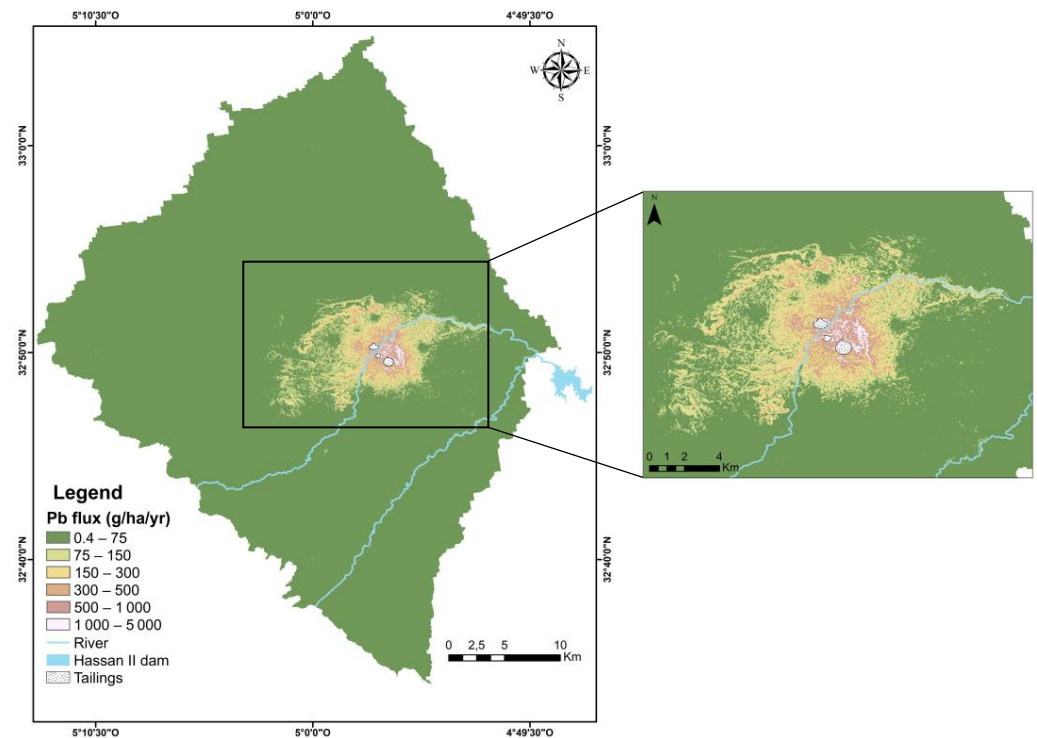 5°10'30"O 5°0'0"O 4°49'30"O
N
W E
S
33°0'0"N
33°0'0"N
32°50'0"N
32°50'0"N
32°40'0"N
32°40'0"N
N
0 1 2 4
Km
Legend
Pb flux (g/ha/yr)
0.4 – 75
75 – 150
150 – 300
300 – 500
500 – 1 000
1 000 – 5 000
River
Hassan II dam
Tailings
0 2,5 5 10
Km
5°10'30"O 5°0'0"O 4°49'30"O